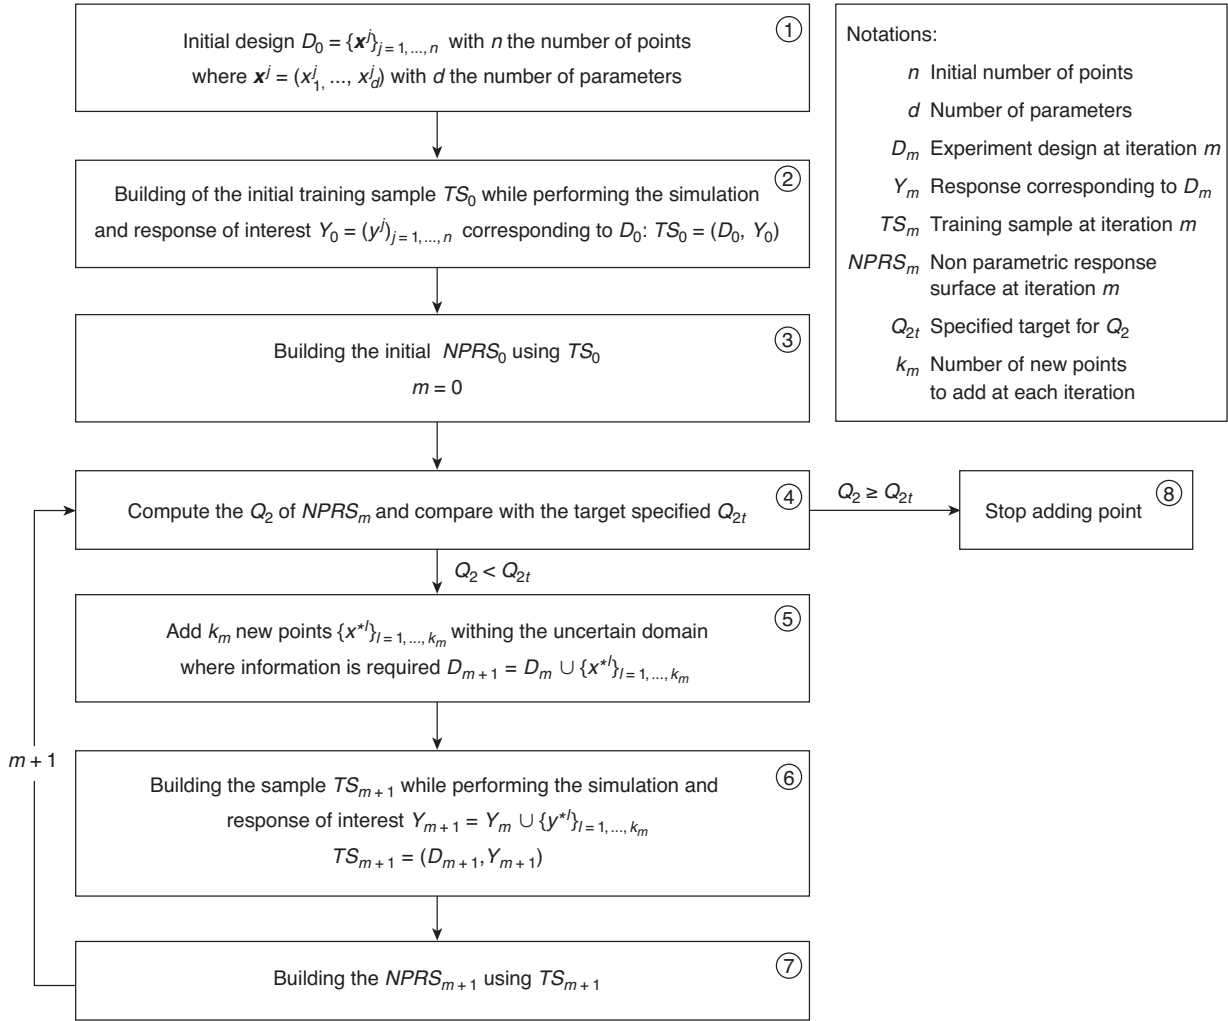 ①
Initial design D₀ = {xʲ}ⱼ₌₁,...,ₙ with n the number of points
where xʲ = (xʲ₁, ..., xʲ_d) with d the number of parameters
②
Building of the initial training sample TS₀ while performing the simulation
and response of interest Y₀ = (yʲ)ⱼ₌₁,...,ₙ corresponding to D₀: TS₀ = (D₀, Y₀)
③
Building the initial NPRS₀ using TS₀
m = 0
④
Compute the Q₂ of NPRSₘ and compare with the target specified Q₂ₜ
Q₂ ≥ Q₂ₜ
⑧
Stop adding point
Q₂ < Q₂ₜ
⑤
Add kₘ new points {x*ˡ}ₗ₌₁,...,ₖₘ withing the uncertain domain
where information is required Dₘ₊₁ = Dₘ ∪ {x*ˡ}ₗ₌₁,...,ₖₘ
⑥
Building the sample TSₘ₊₁ while performing the simulation and
response of interest Yₘ₊₁ = Yₘ ∪ {y*ˡ}ₗ₌₁,...,ₖₘ
TSₘ₊₁ = (Dₘ₊₁, Yₘ₊₁)
⑦
Building the NPRSₘ₊₁ using TSₘ₊₁
m + 1
Notations:
n Initial number of points
d Number of parameters
Dₘ Experiment design at iteration m
Yₘ Response corresponding to Dₘ
TSₘ Training sample at iteration m
NPRSₘ Non parametric response
surface at iteration m
Q₂ₜ Specified target for Q₂
kₘ Number of new points
to add at each iteration